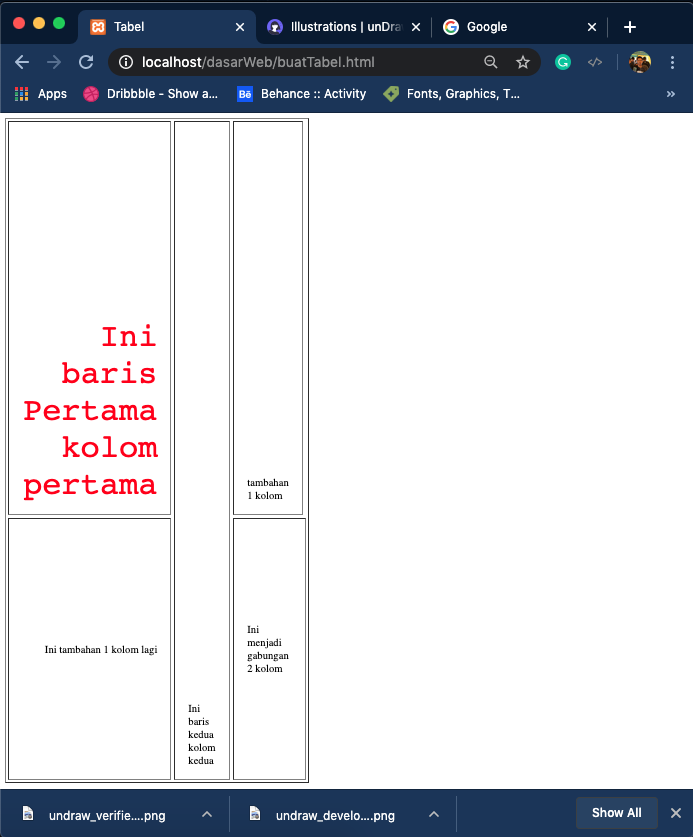 Tabel
Illustrations | unDra
Google
localhost/dasarWeb/buatTabel.html
Apps
Dribbble - Show a...
Bē
Behance :: Activity
Fonts, Graphics, T...
»
Ini
baris
Pertama
kolom
pertama
tambahan
1 kolom
Ini tambahan 1 kolom lagi
Ini
baris
kedua
kolom
kedua
Ini
menjadi
gabungan
2 kolom
undraw_verifie....png
undraw_develo....png
Show All